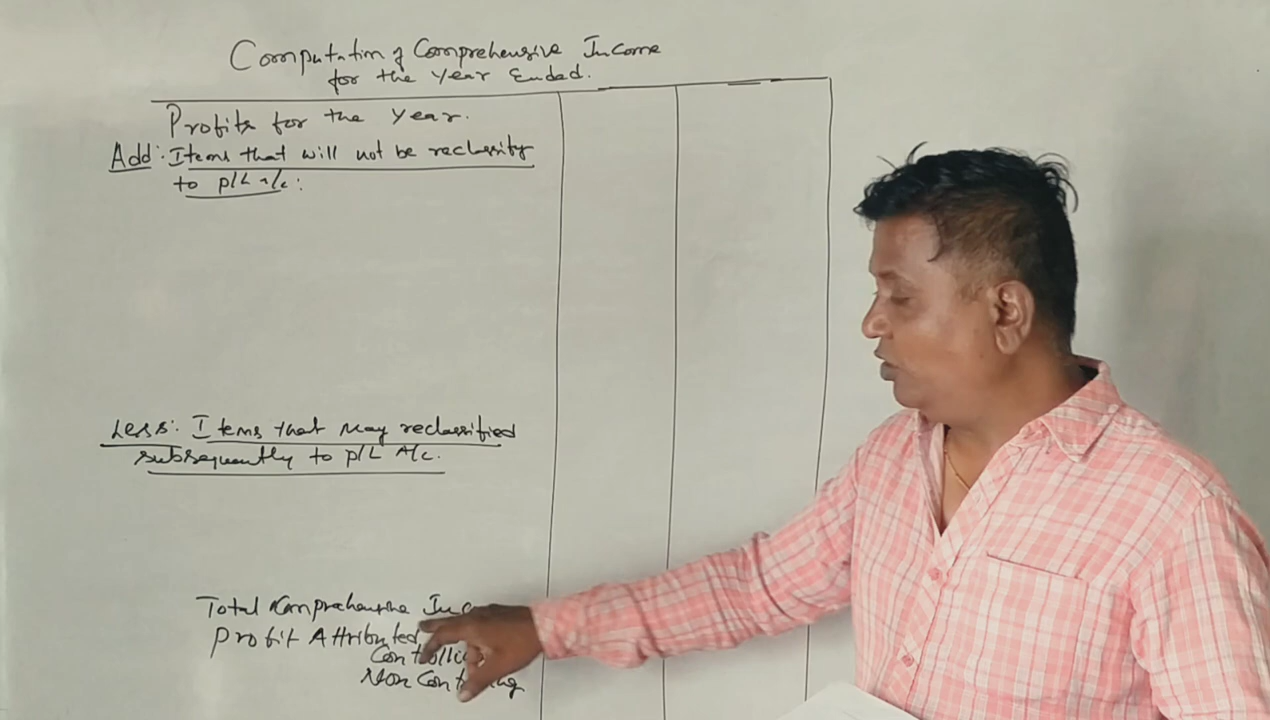 Computation of Comprehensive Income
for the Year Ended.
Profits for the Year.
Add: Items that will not be reclassify
to P/L A/c:
Less: Items that may reclassified
subsequently to P/L A/c.
Total Comprehensive
Profit Attributed
Non